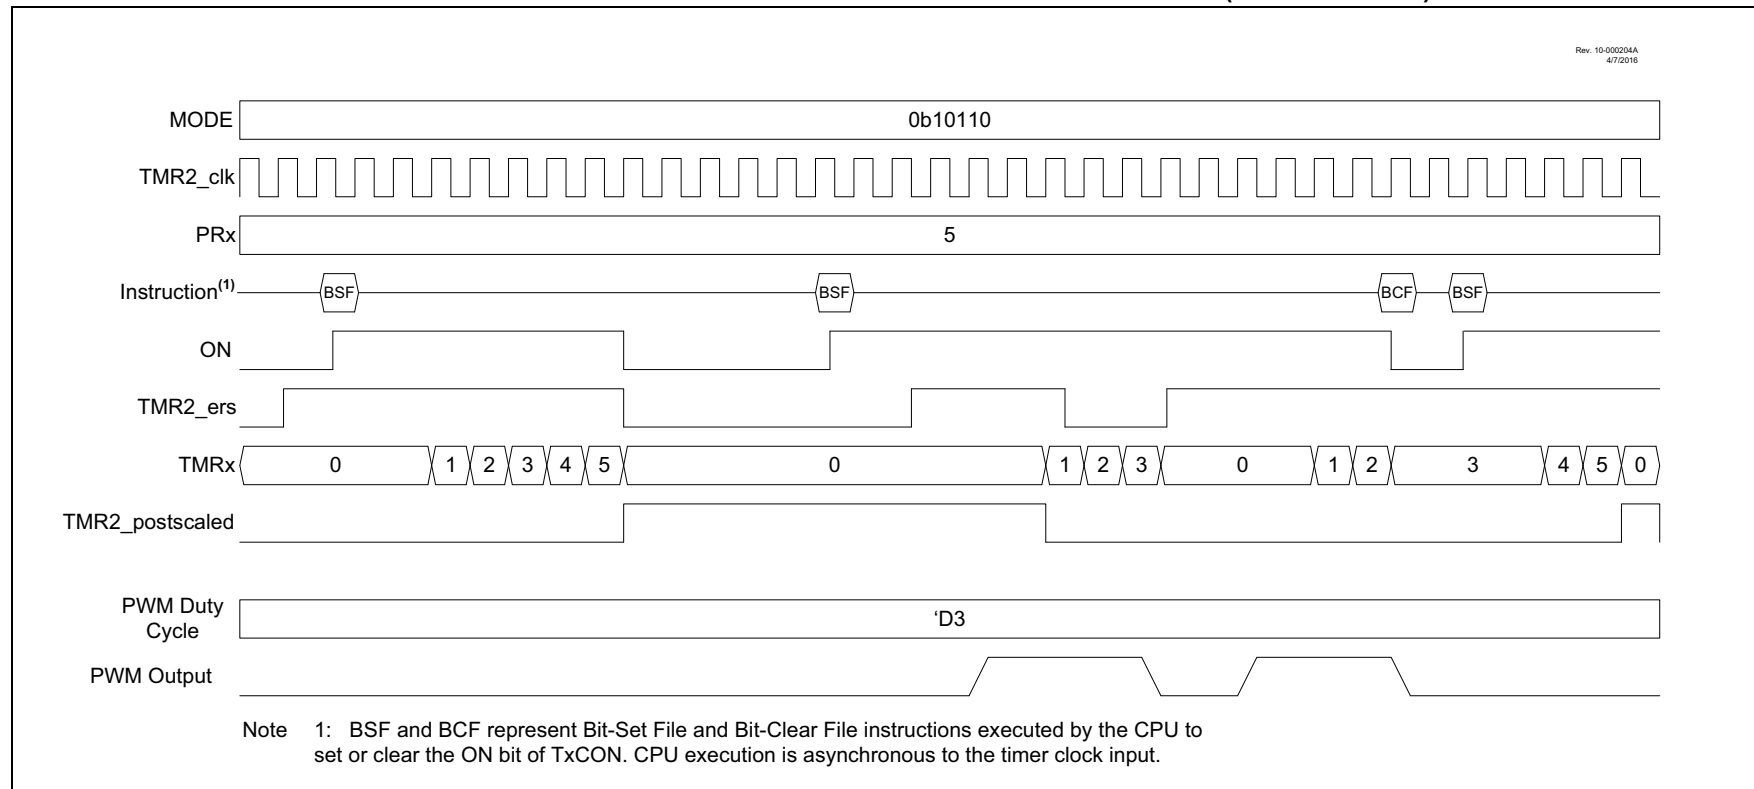 Rev. 10-000204A
4/7/2016
MODE 0b10110
TMR2_clk
PRx 5
Instruction(1) BSF BSF BCF BSF
ON
TMR2_ers
TMRx 0 1 2 3 4 5 0 1 2 3 0 1 2 3 4 5 0
TMR2_postscaled
PWM Duty
Cycle
‘D3
PWM Output
Note 1: BSF and BCF represent Bit-Set File and Bit-Clear File instructions executed by the CPU to
set or clear the ON bit of TxCON. CPU execution is asynchronous to the timer clock input.